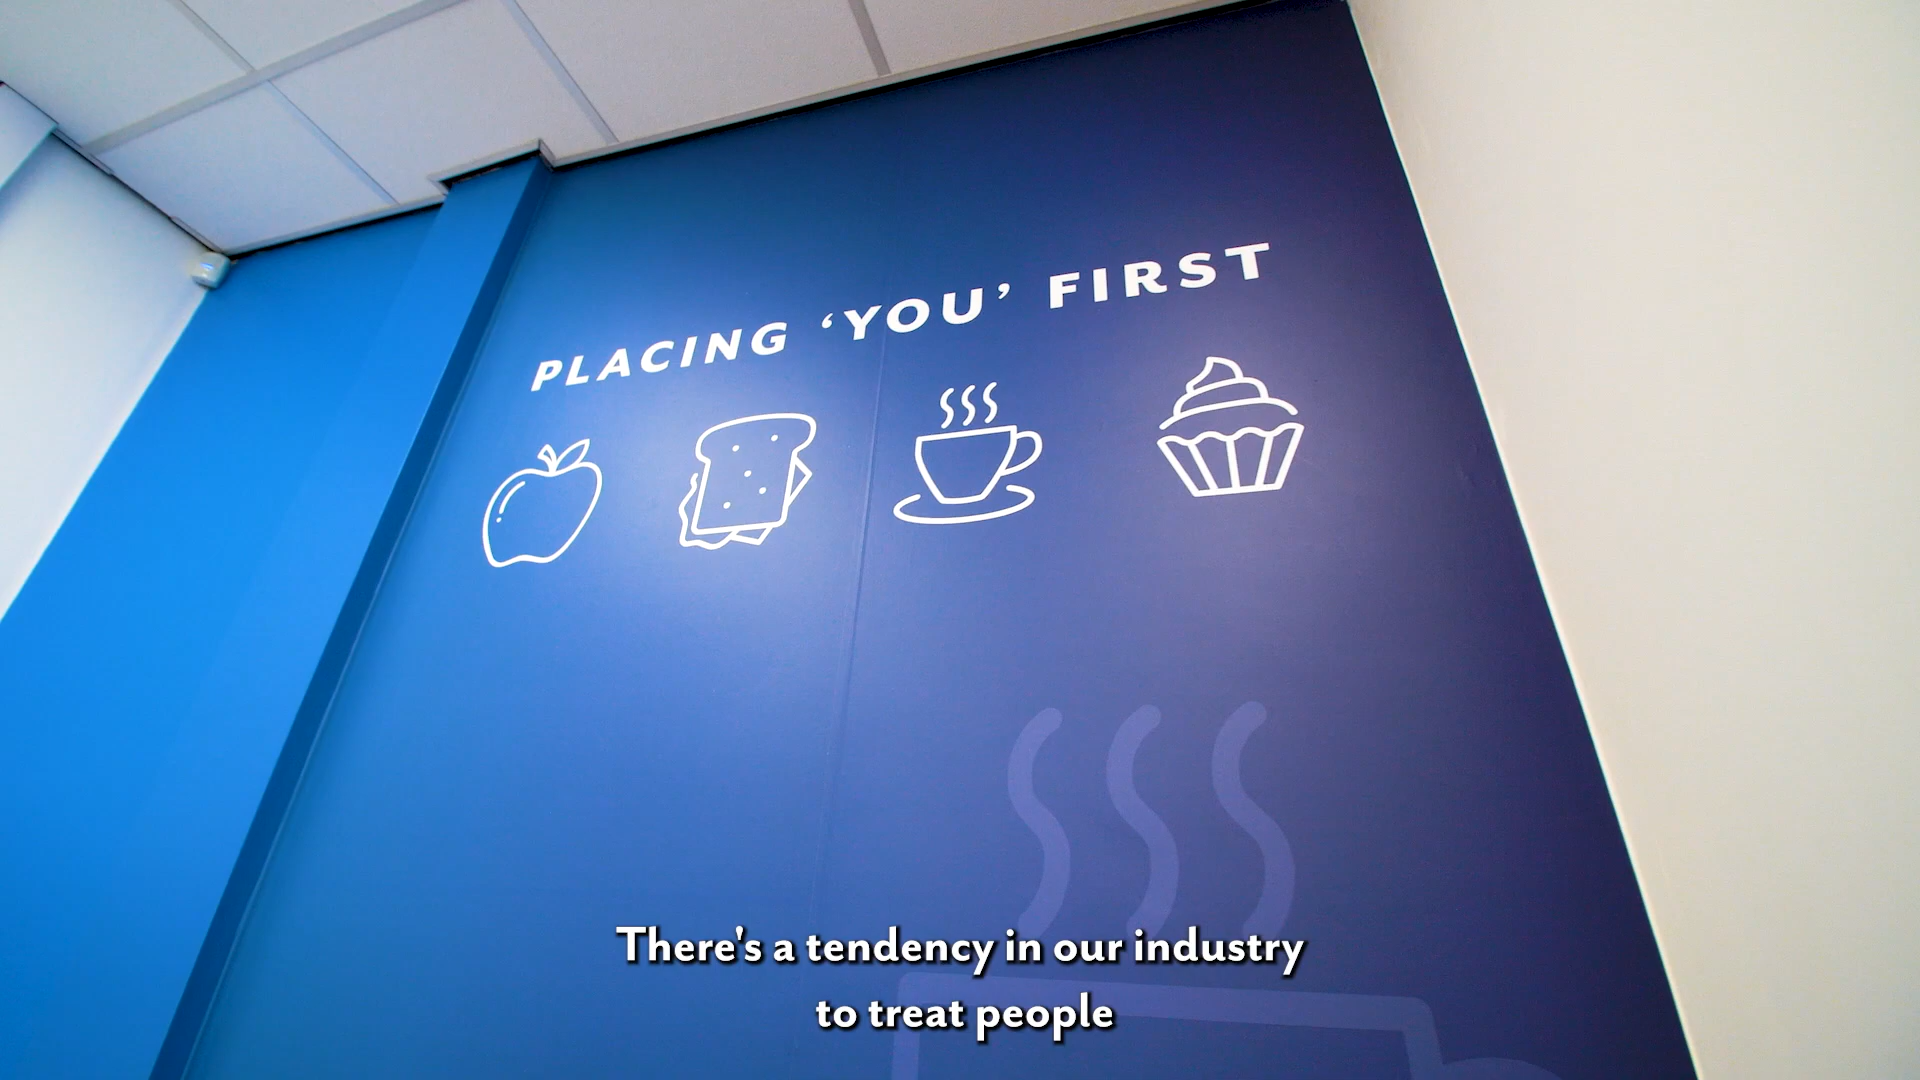 PLACING ‘YOU’ FIRST
There's a tendency in our industry
to treat people